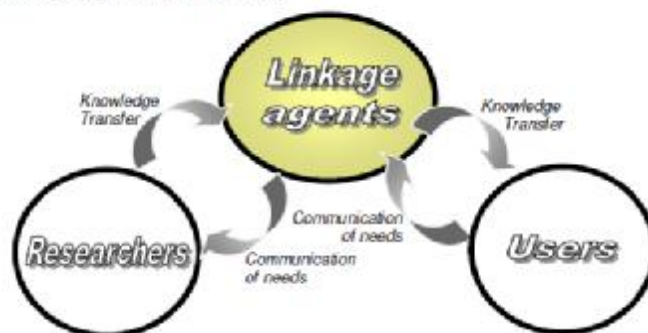 Linkage
agents
Knowledge
Transfer
Knowledge
Transfer
Researchers
Communication
of needs
Communication
of needs
Users